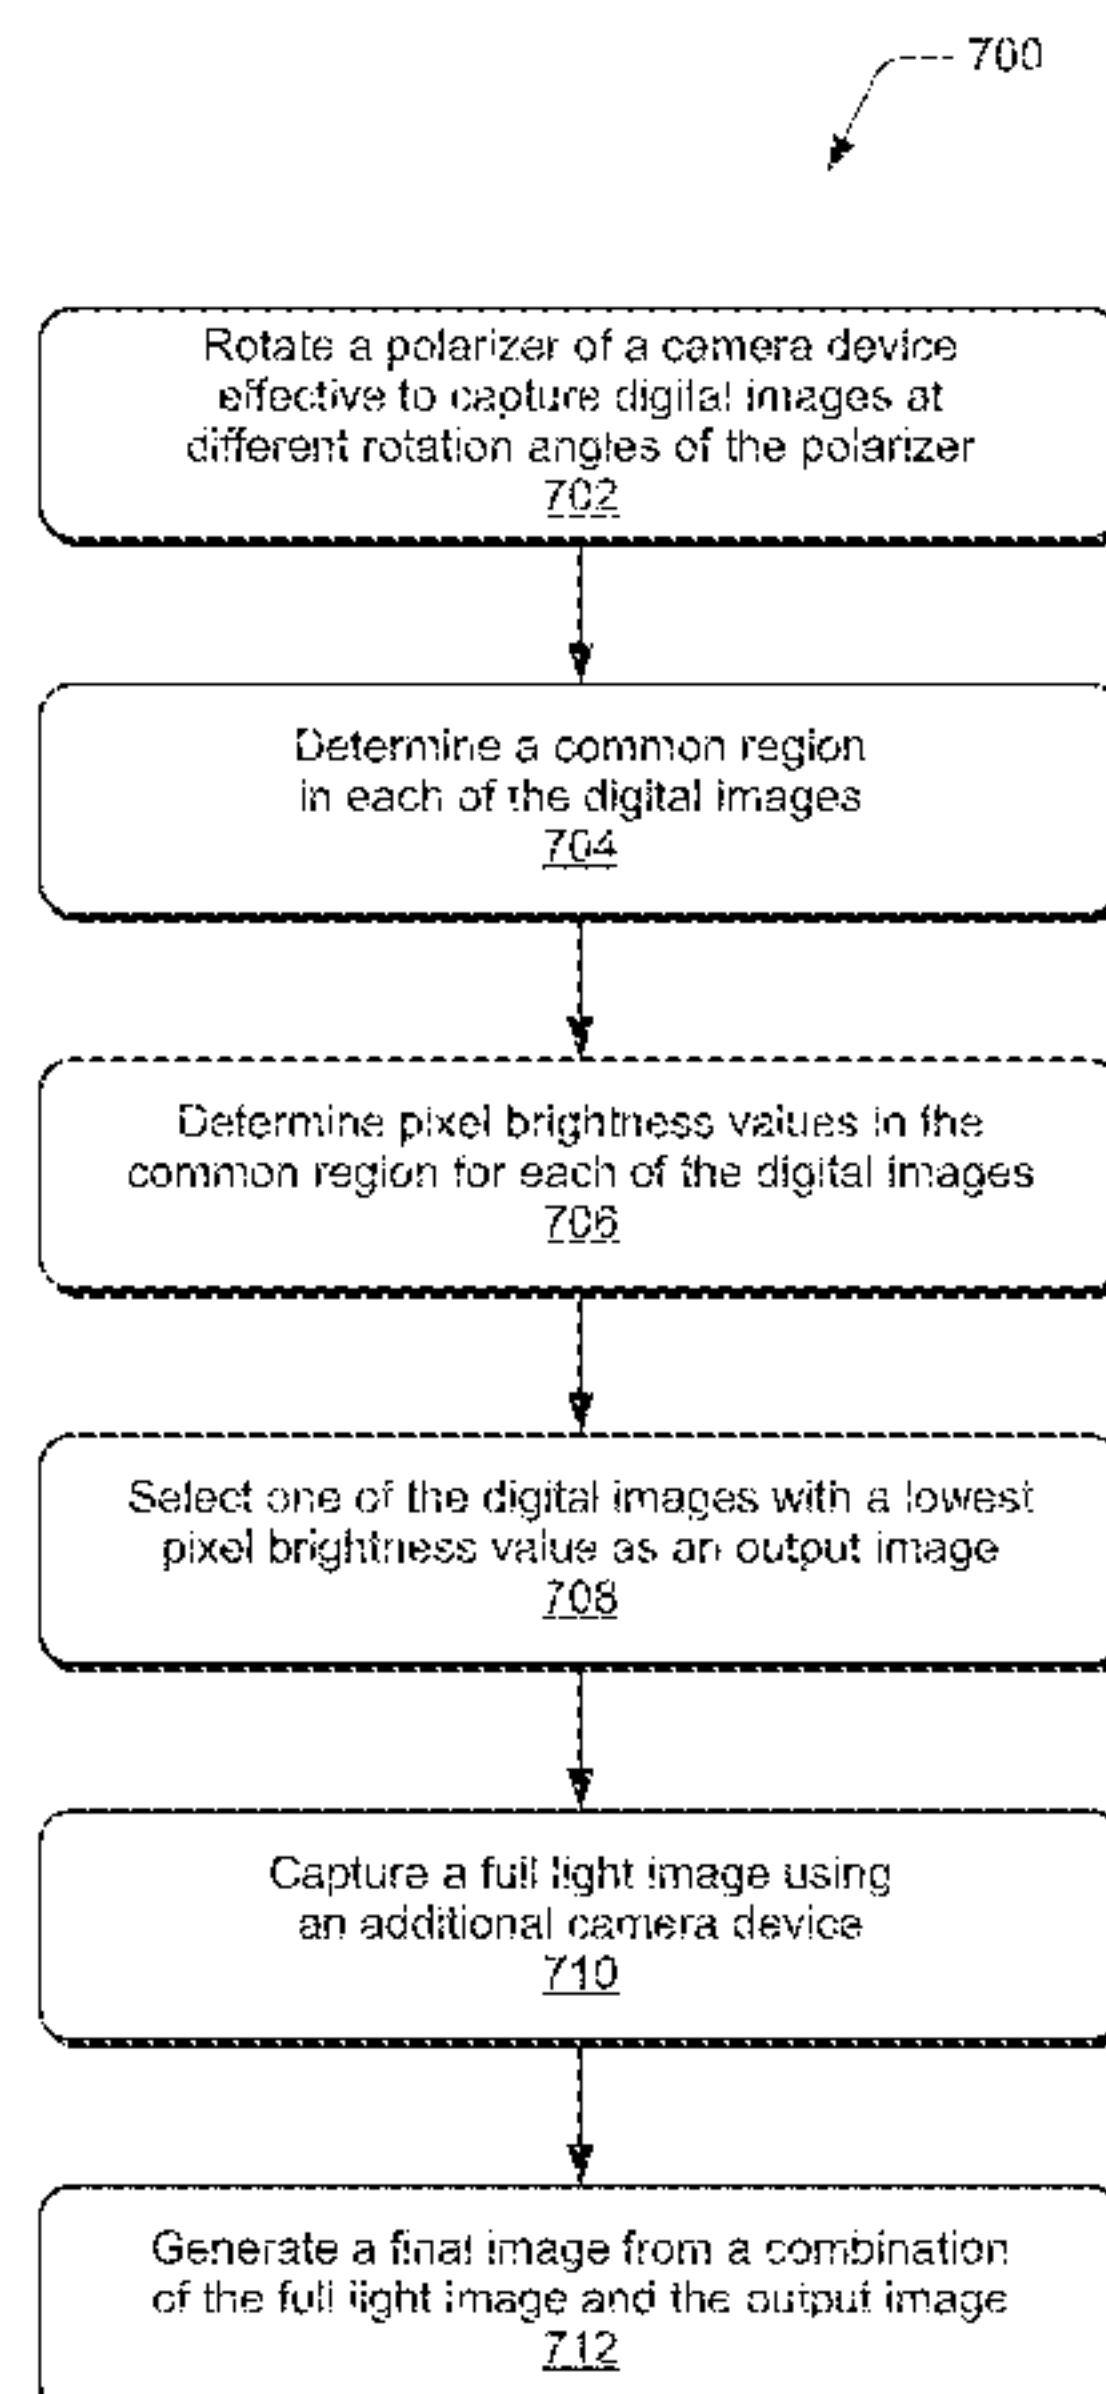 700
Rotate a polarizer of a camera device
effective to capture digital images at
different rotation angles of the polarizer
702
Determine a common region
in each of the digital images
704
Determine pixel brightness values in the
common region for each of the digital images
706
Select one of the digital images with a lowest
pixel brightness value as an output image
708
Capture a full light image using
an additional camera device
710
Generate a final image from a combination
of the full light image and the output image
712